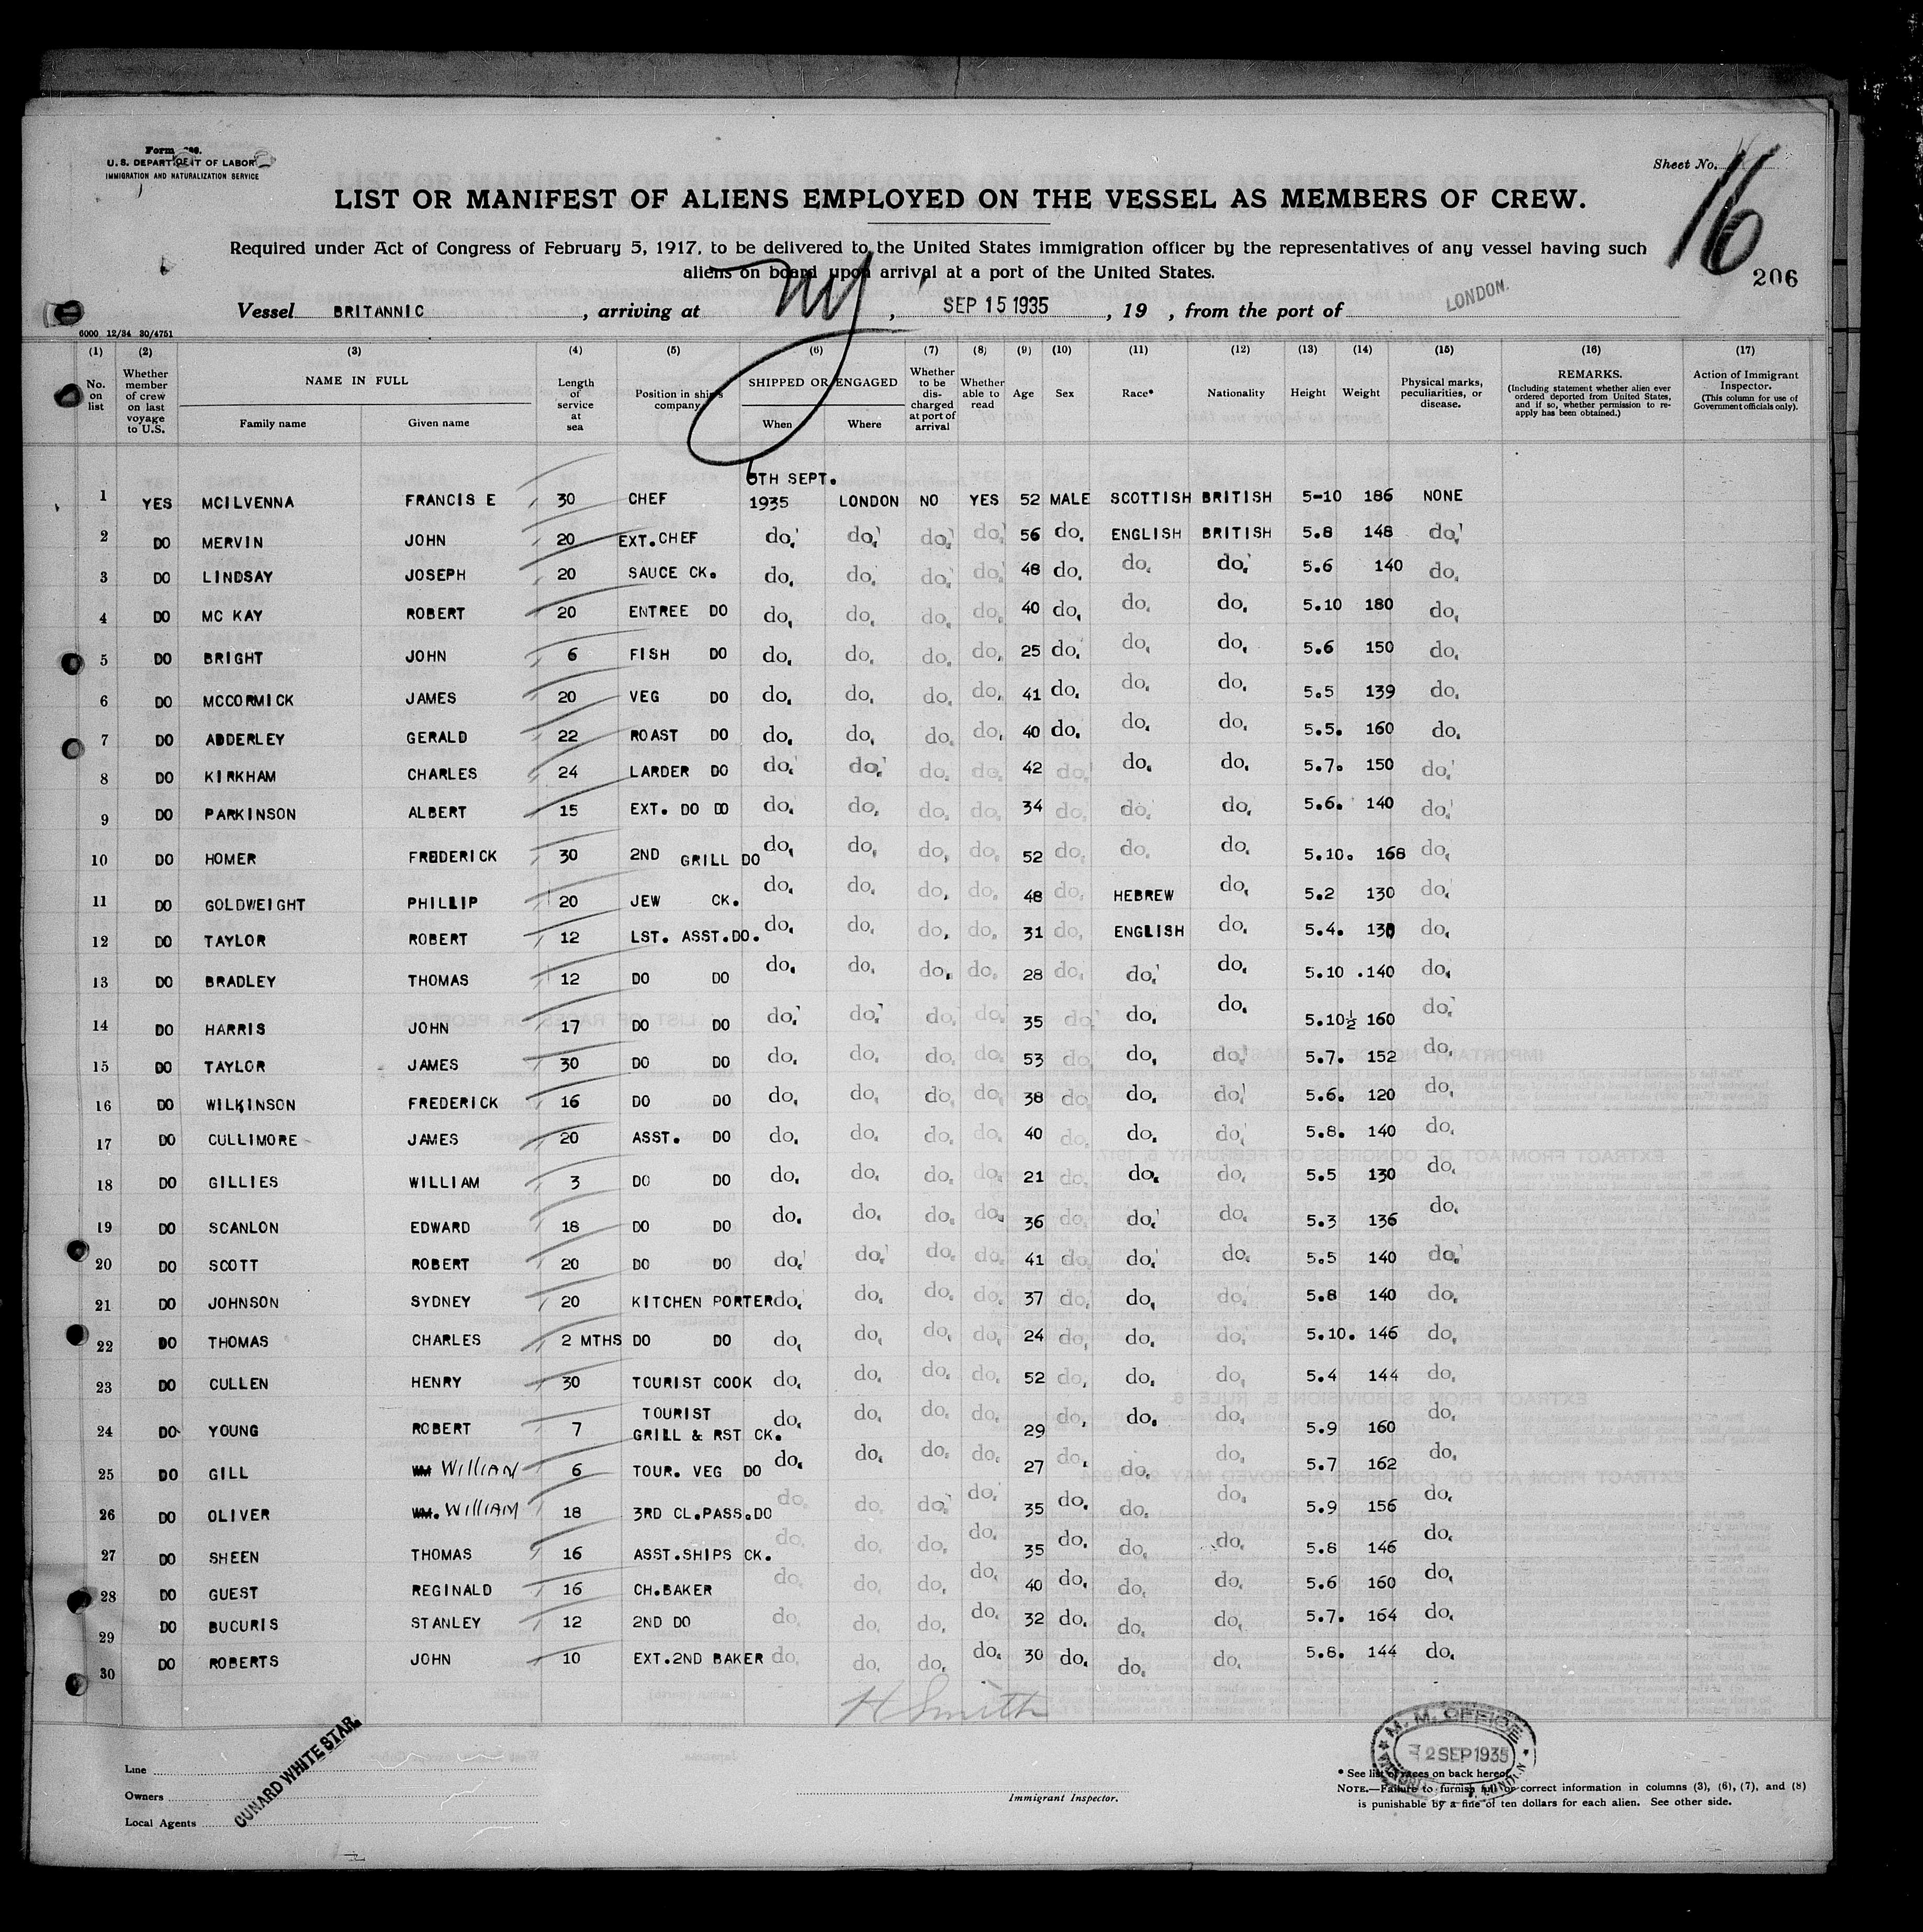 Form
U. S. DEPARTMENT OF LABOR
IMMIGRATION AND NATURALIZATION SERVICE
Sheet No. 16
206
LIST OR MANIFEST OF ALIENS EMPLOYED ON THE VESSEL AS MEMBERS OF CREW.
Required under Act of Congress of February 5, 1917, to be delivered to the United States immigration officer by the representatives of any vessel having such
aliens on board upon arrival at a port of the United States.
Vessel BRITANNIC , arriving at NY , SEP 15 1935 , 19 , from the port of LONDON.
6000 12/34 30/4751
(1) (2) (3) (4) (5) (6) (7) (8) (9) (10) (11) (12) (13) (14) (15) (16) (17)
No. on list Whether member of crew on last voyage to U.S. NAME IN FULL Family name Given name Length of service at sea Position in ship's company SHIPPED OR ENGAGED When Where Whether to be discharged at port of arrival Whether able to read Age Sex Race* Nationality Height Weight Physical marks, peculiarities, or disease. REMARKS. (Including statement whether alien ever ordered deported from United States, and if so, whether permission to reapply has been obtained.) Action of Immigrant Inspector. (This column for use of Government officials only).
6TH SEPT.
1 YES MCILVENNA FRANCIS E 30 CHEF 1935 LONDON NO YES 52 MALE SCOTTISH BRITISH 5-10 186 NONE
2 DO MERVIN JOHN 20 EXT.CHEF do. do. do. do. 56 do. ENGLISH BRITISH 5.8 148 do.
3 DO LINDSAY JOSEPH 20 SAUCE CK. do. do. do. do. 48 do. do. do. 5.6 140 do.
4 DO MC KAY ROBERT 20 ENTREE DO do. do. do. do. 40 do. do. do. 5.10 180 do.
5 DO BRIGHT JOHN 6 FISH DO do. do. do. do. 25 do. do. do. 5.6 150 do.
6 DO MCCORMICK JAMES 20 VEG DO do. do. do. do. 41 do. do. do. 5.5 139 do.
7 DO ADDERLEY GERALD 22 ROAST DO do. do. do. do. 40 do. do. do. 5.5. 160 do.
8 DO KIRKHAM CHARLES 24 LARDER DO do. do. do. do. 42 do. do. do. 5.7. 150 do.
9 DO PARKINSON ALBERT 15 EXT. DO DO do. do. do. do. 34 do. do. do. 5.6. 140 do.
10 DO HOMER FREDERICK 30 2ND GRILL DO do. do. do. do. 52 do. do. do. 5.10. 168 do.
11 DO GOLDWEIGHT PHILLIP 20 JEW CK. do. do. do. do. 48 do. HEBREW do. 5.2 130 do.
12 DO TAYLOR ROBERT 12 LST. ASST.DO. do. do. do. do. 31 do. ENGLISH do. 5.4. 130 do.
13 DO BRADLEY THOMAS 12 DO DO do. do. do. do. 28 do. do. do. 5.10 .140 do.
14 DO HARRIS JOHN 17 DO DO do. do. do. do. 35 do. do. do. 5.10½ 160 do.
15 DO TAYLOR JAMES 30 DO DO do. do. do. do. 53 do. do. do. 5.7. 152 do.
16 DO WILKINSON FREDERICK 16 DO DO do. do. do. do. 38 do. do. do. 5.6. 120 do.
17 DO CULLIMORE JAMES 20 ASST. DO do. do. do. do. 40 do. do. do. 5.8. 140 do.
18 DO GILLIES WILLIAM 3 DO DO do. do. do. do. 21 do. do. do. 5.5 130 do.
19 DO SCANLON EDWARD 18 DO DO do. do. do. do. 36 do. do. do. 5.3 136 do.
20 DO SCOTT ROBERT 20 DO DO do. do. do. do. 41 do. do. do. 5.5 140 do.
21 DO JOHNSON SYDNEY 20 KITCHEN PORTER do. do. do. do. 37 do. do. do. 5.8 140 do.
22 DO THOMAS CHARLES 2 MTHS DO DO do. do. do. do. 24 do. do. do. 5.10. 146 do.
23 DO CULLEN HENRY 30 TOURIST COOK do. do. do. do. 52 do. do. do. 5.4 144 do.
24 DO YOUNG ROBERT 7 TOURIST GRILL & RST CK. do. do. do. do. 29 do. do. do. 5.9 160 do.
25 DO GILL WM William 6 TOUR. VEG DO do. do. do. do. 27 do. do. do. 5.7 162 do.
26 DO OLIVER WM. William 18 3RD CL.PASS.DO do. do. do. do. 35 do. do. do. 5.9 156 do.
27 DO SHEEN THOMAS 16 ASST.SHIPS CK. do. do. do. do. 35 do. do. do. 5.8 146 do.
28 DO GUEST REGINALD 16 CH.BAKER do. do. do. do. 40 do. do. do. 5.6 160 do.
29 DO BUCURIS STANLEY 12 2ND DO do. do. do. do. 32 do. do. do. 5.7. 164 do.
30 DO ROBERTS JOHN 10 EXT.2ND BAKER do. do. do. do. 30 do. do. do. 5.8. 144 do.
H Smith
Line
Owners
Local Agents
CUNARD WHITE STAR.
Immigrant Inspector.
M. M. OFFICE
12 SEP 1935
LONDON
* See list of races on back hereof.
NOTE.—Failure to furnish full or correct information in columns (3), (6), (7), and (8)
is punishable by a fine of ten dollars for each alien. See other side.